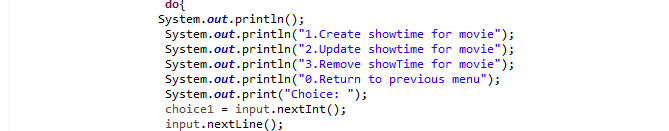 do{
System.out.println();
System.out.println("1.Create showtime for movie");
System.out.println("2.Update showtime for movie");
System.out.println("3.Remove showTime for movie");
System.out.println("0.Return to previous menu");
System.out.print("Choice: ");
choice1 = input.nextInt();
input.nextLine();